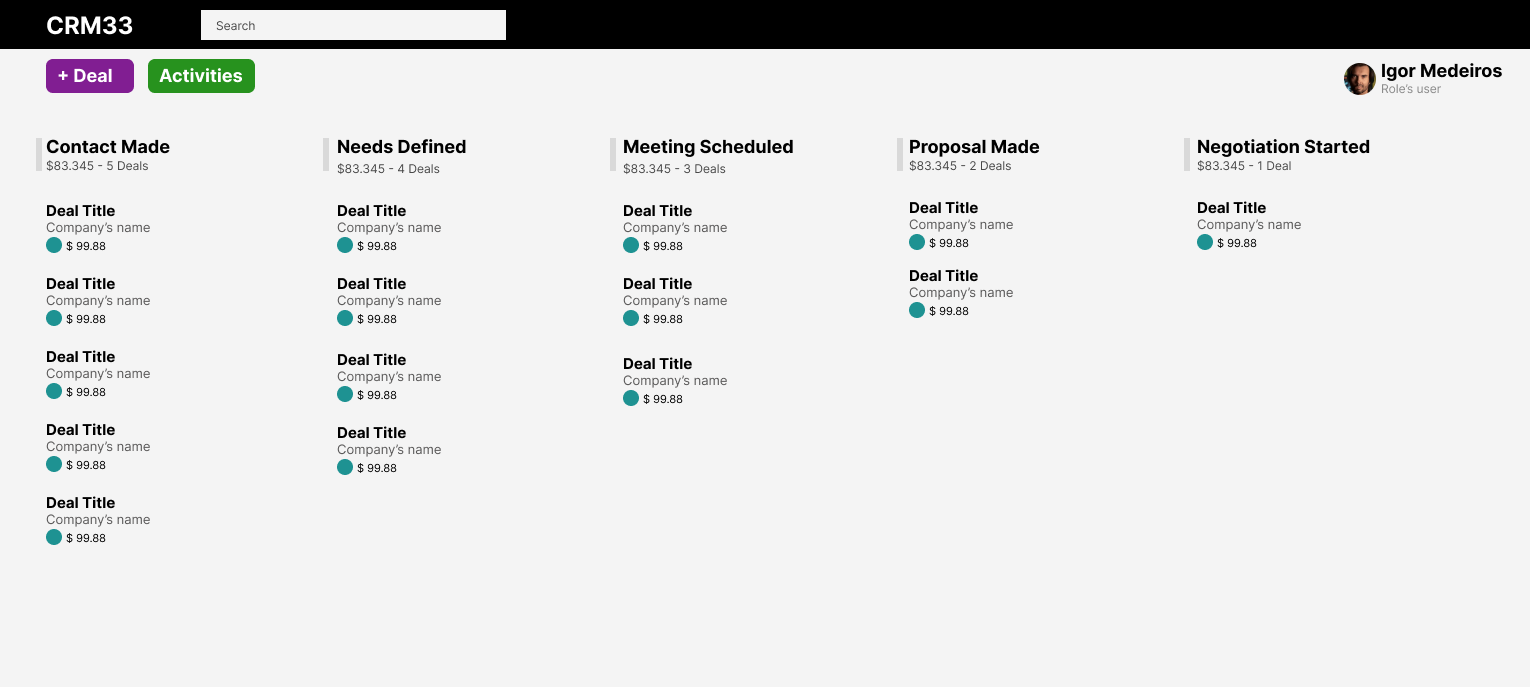 CRM33
Search
+ Deal
Activities
Igor Medeiros
Role’s user
Contact Made
$83.345 - 5 Deals
Deal Title
Company’s name
$ 99.88
Deal Title
Company’s name
$ 99.88
Deal Title
Company’s name
$ 99.88
Deal Title
Company’s name
$ 99.88
Deal Title
Company’s name
$ 99.88
Needs Defined
$83.345 - 4 Deals
Deal Title
Company’s name
$ 99.88
Deal Title
Company’s name
$ 99.88
Deal Title
Company’s name
$ 99.88
Deal Title
Company’s name
$ 99.88
Meeting Scheduled
$83.345 - 3 Deals
Deal Title
Company’s name
$ 99.88
Deal Title
Company’s name
$ 99.88
Deal Title
Company’s name
$ 99.88
Proposal Made
$83.345 - 2 Deals
Deal Title
Company’s name
$ 99.88
Deal Title
Company’s name
$ 99.88
Negotiation Started
$83.345 - 1 Deal
Deal Title
Company’s name
$ 99.88